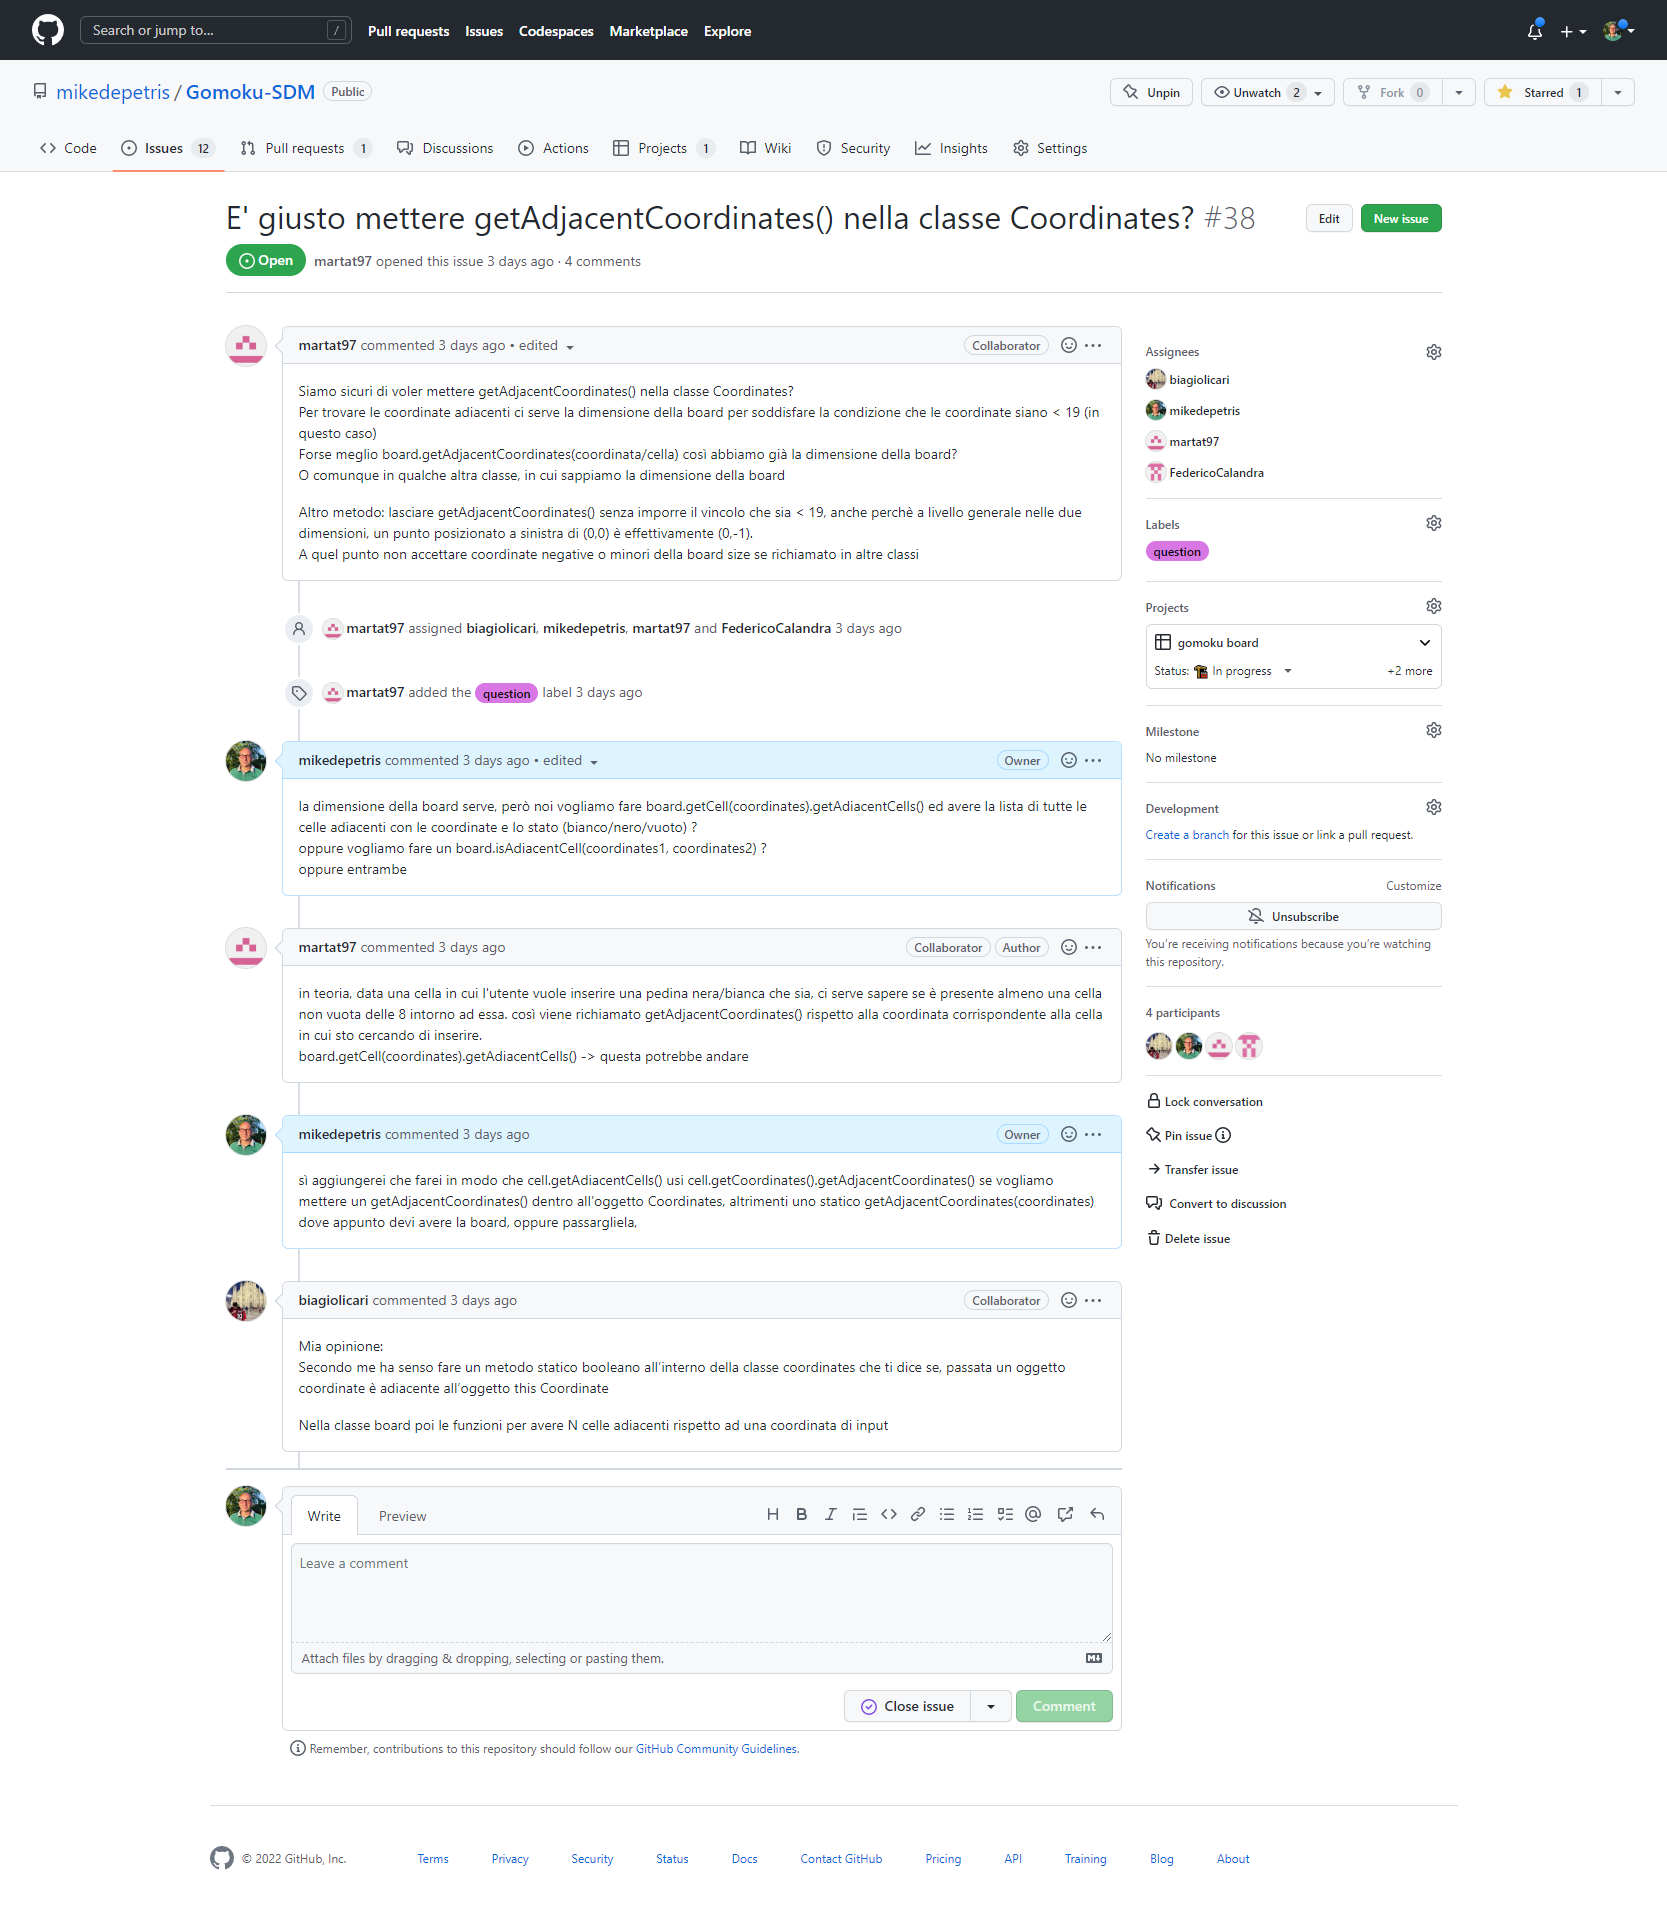 Search or jump to... /
Pull requests Issues Codespaces Marketplace Explore
mikedepetris / Gomoku-SDM Public
Unpin Unwatch 2 Fork 0 Starred 1
Code Issues 12 Pull requests 1 Discussions Actions Projects 1 Wiki Security Insights Settings
E' giusto mettere getAdjacentCoordinates() nella classe Coordinates? #38
Edit New issue
Open martat97 opened this issue 3 days ago · 4 comments
martat97 commented 3 days ago • edited Collaborator
Siamo sicuri di voler mettere getAdjacentCoordinates() nella classe Coordinates?
Per trovare le coordinate adiacenti ci serve la dimensione della board per soddisfare la condizione che le coordinate siano < 19 (in
questo caso)
Forse meglio board.getAdjacentCoordinates(coordinata/cella) così abbiamo già la dimensione della board?
O comunque in qualche altra classe, in cui sappiamo la dimensione della board
Altro metodo: lasciare getAdjacentCoordinates() senza imporre il vincolo che sia < 19, anche perchè a livello generale nelle due
dimensioni, un punto posizionato a sinistra di (0,0) è effettivamente (0,-1).
A quel punto non accettare coordinate negative o minori della board size se richiamato in altre classi
martat97 assigned biagiolicari, mikedepetris, martat97 and FedericoCalandra 3 days ago
martat97 added the question label 3 days ago
mikedepetris commented 3 days ago • edited Owner
la dimensione della board serve, però noi vogliamo fare board.getCell(coordinates).getAdiacentCells() ed avere la lista di tutte le
celle adiacenti con le coordinate e lo stato (bianco/nero/vuoto) ?
oppure vogliamo fare un board.isAdiacentCell(coordinates1, coordinates2) ?
oppure entrambe
martat97 commented 3 days ago Collaborator Author
in teoria, data una cella in cui l'utente vuole inserire una pedina nera/bianca che sia, ci serve sapere se è presente almeno una cella
non vuota delle 8 intorno ad essa. così viene richiamato getAdjacentCoordinates() rispetto alla coordinata corrispondente alla cella
in cui sto cercando di inserire.
board.getCell(coordinates).getAdiacentCells() -> questa potrebbe andare
mikedepetris commented 3 days ago Owner
sì aggiungerei che farei in modo che cell.getAdiacentCells() usi cell.getCoordinates().getAdjacentCoordinates() se vogliamo
mettere un getAdjacentCoordinates() dentro all'oggetto Coordinates, altrimenti uno statico getAdjacentCoordinates(coordinates)
dove appunto devi avere la board, oppure passargliela,
biagiolicari commented 3 days ago Collaborator
Mia opinione:
Secondo me ha senso fare un metodo statico booleano all'interno della classe coordinates che ti dice se, passata un oggetto
coordinate è adiacente all'oggetto this Coordinate
Nella classe board poi le funzioni per avere N celle adiacenti rispetto ad una coordinata di input
Write Preview
Leave a comment
Attach files by dragging & dropping, selecting or pasting them.
Close issue Comment
Remember, contributions to this repository should follow our GitHub Community Guidelines.
Assignees
biagiolicari
mikedepetris
martat97
FedericoCalandra
Labels
question
Projects
gomoku board
Status: In progress +2 more
Milestone
No milestone
Development
Create a branch for this issue or link a pull request.
Notifications Customize
Unsubscribe
You're receiving notifications because you're watching
this repository.
4 participants
Lock conversation
Pin issue
Transfer issue
Convert to discussion
Delete issue
© 2022 GitHub, Inc. Terms Privacy Security Status Docs Contact GitHub Pricing API Training Blog About